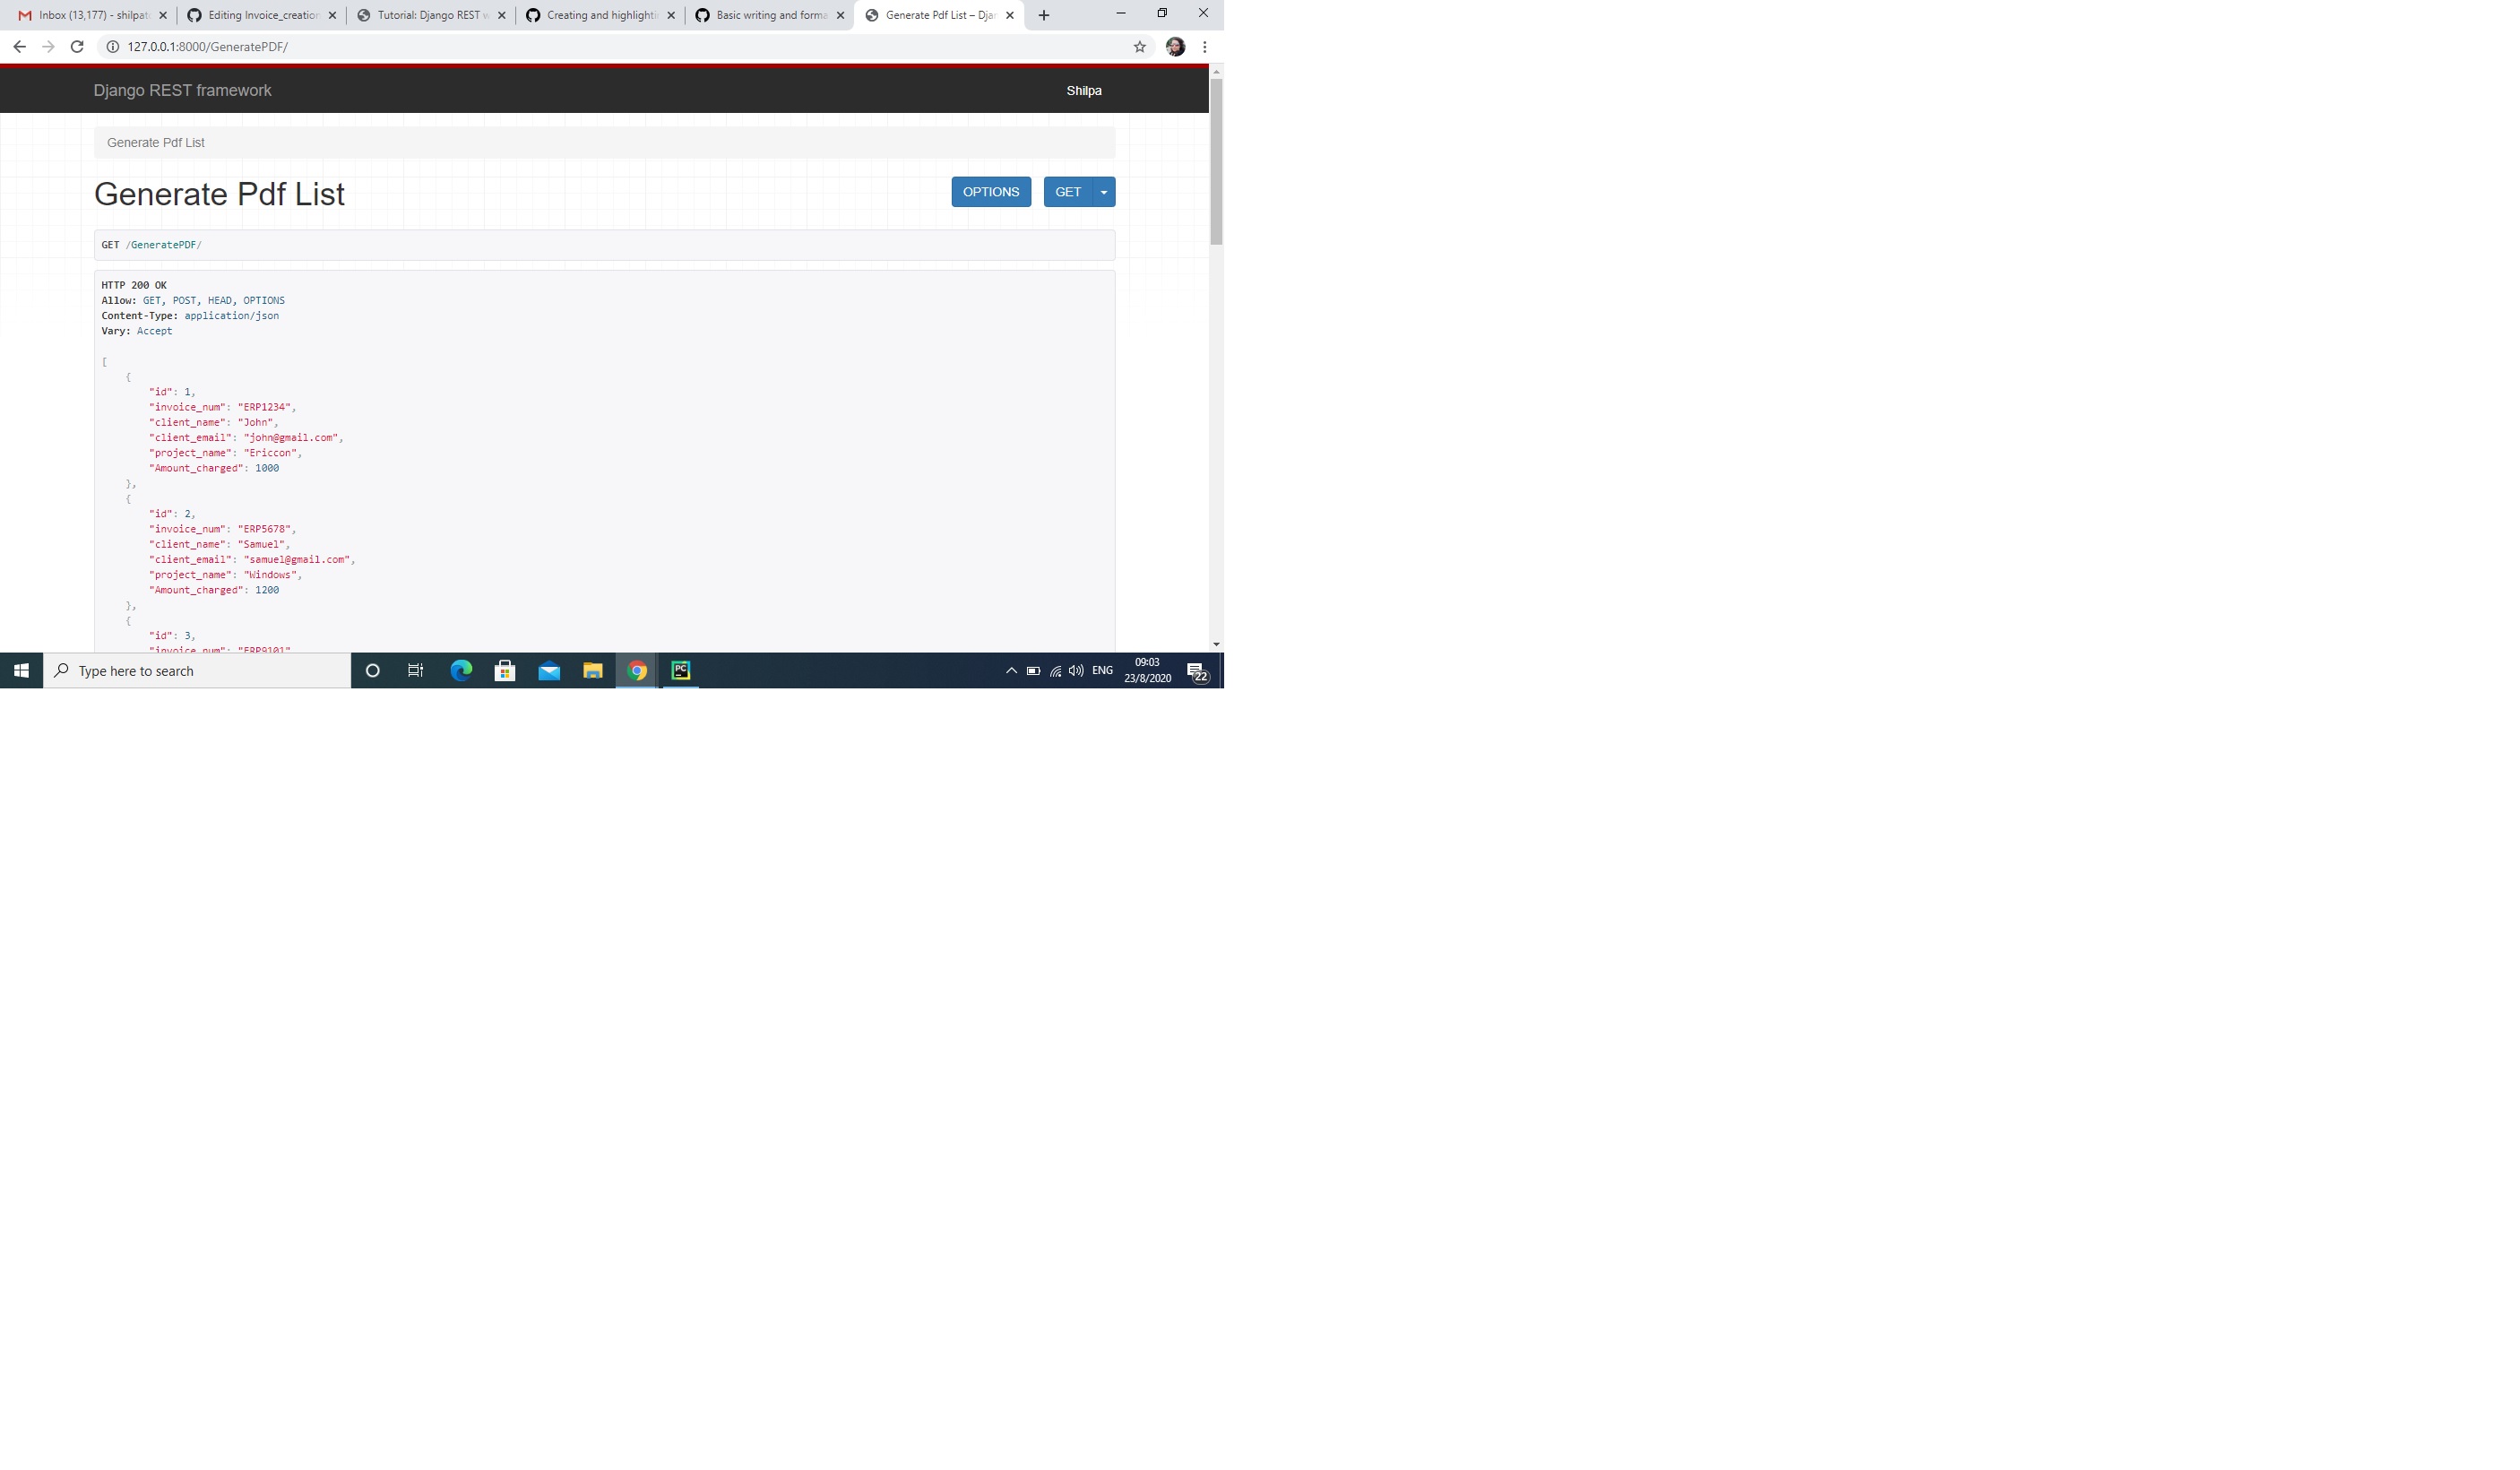 Inbox (13,177) - shilpat
Editing Invoice_creation
Tutorial: Django REST w
Creating and highlightin
Basic writing and forma
Generate Pdf List – Djan
127.0.0.1:8000/GeneratePDF/
Django REST framework
Shilpa
Generate Pdf List
Generate Pdf List
OPTIONS
GET
GET /GeneratePDF/
HTTP 200 OK
Allow: GET, POST, HEAD, OPTIONS
Content-Type: application/json
Vary: Accept
[
{
"id": 1,
"invoice_num": "ERP1234",
"client_name": "John",
"client_email": "john@gmail.com",
"project_name": "Ericcon",
"Amount_charged": 1000
},
{
"id": 2,
"invoice_num": "ERP5678",
"client_name": "Samuel",
"client_email": "samuel@gmail.com",
"project_name": "Windows",
"Amount_charged": 1200
},
{
"id": 3,
"invoice_num": "ERP9101"
Type here to search
PC
ENG
09:03
23/8/2020
22